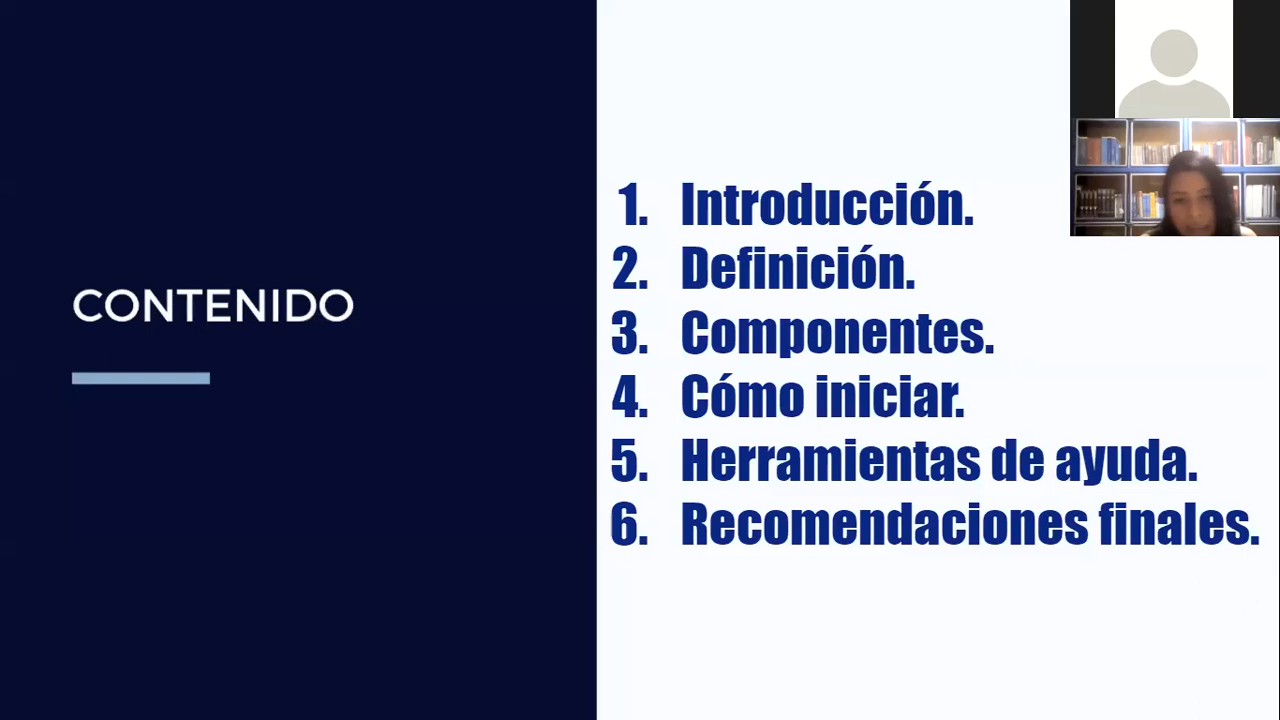 CONTENIDO
1. Introducción.
2. Definición.
3. Componentes.
4. Cómo iniciar.
5. Herramientas de ayuda.
6. Recomendaciones finales.